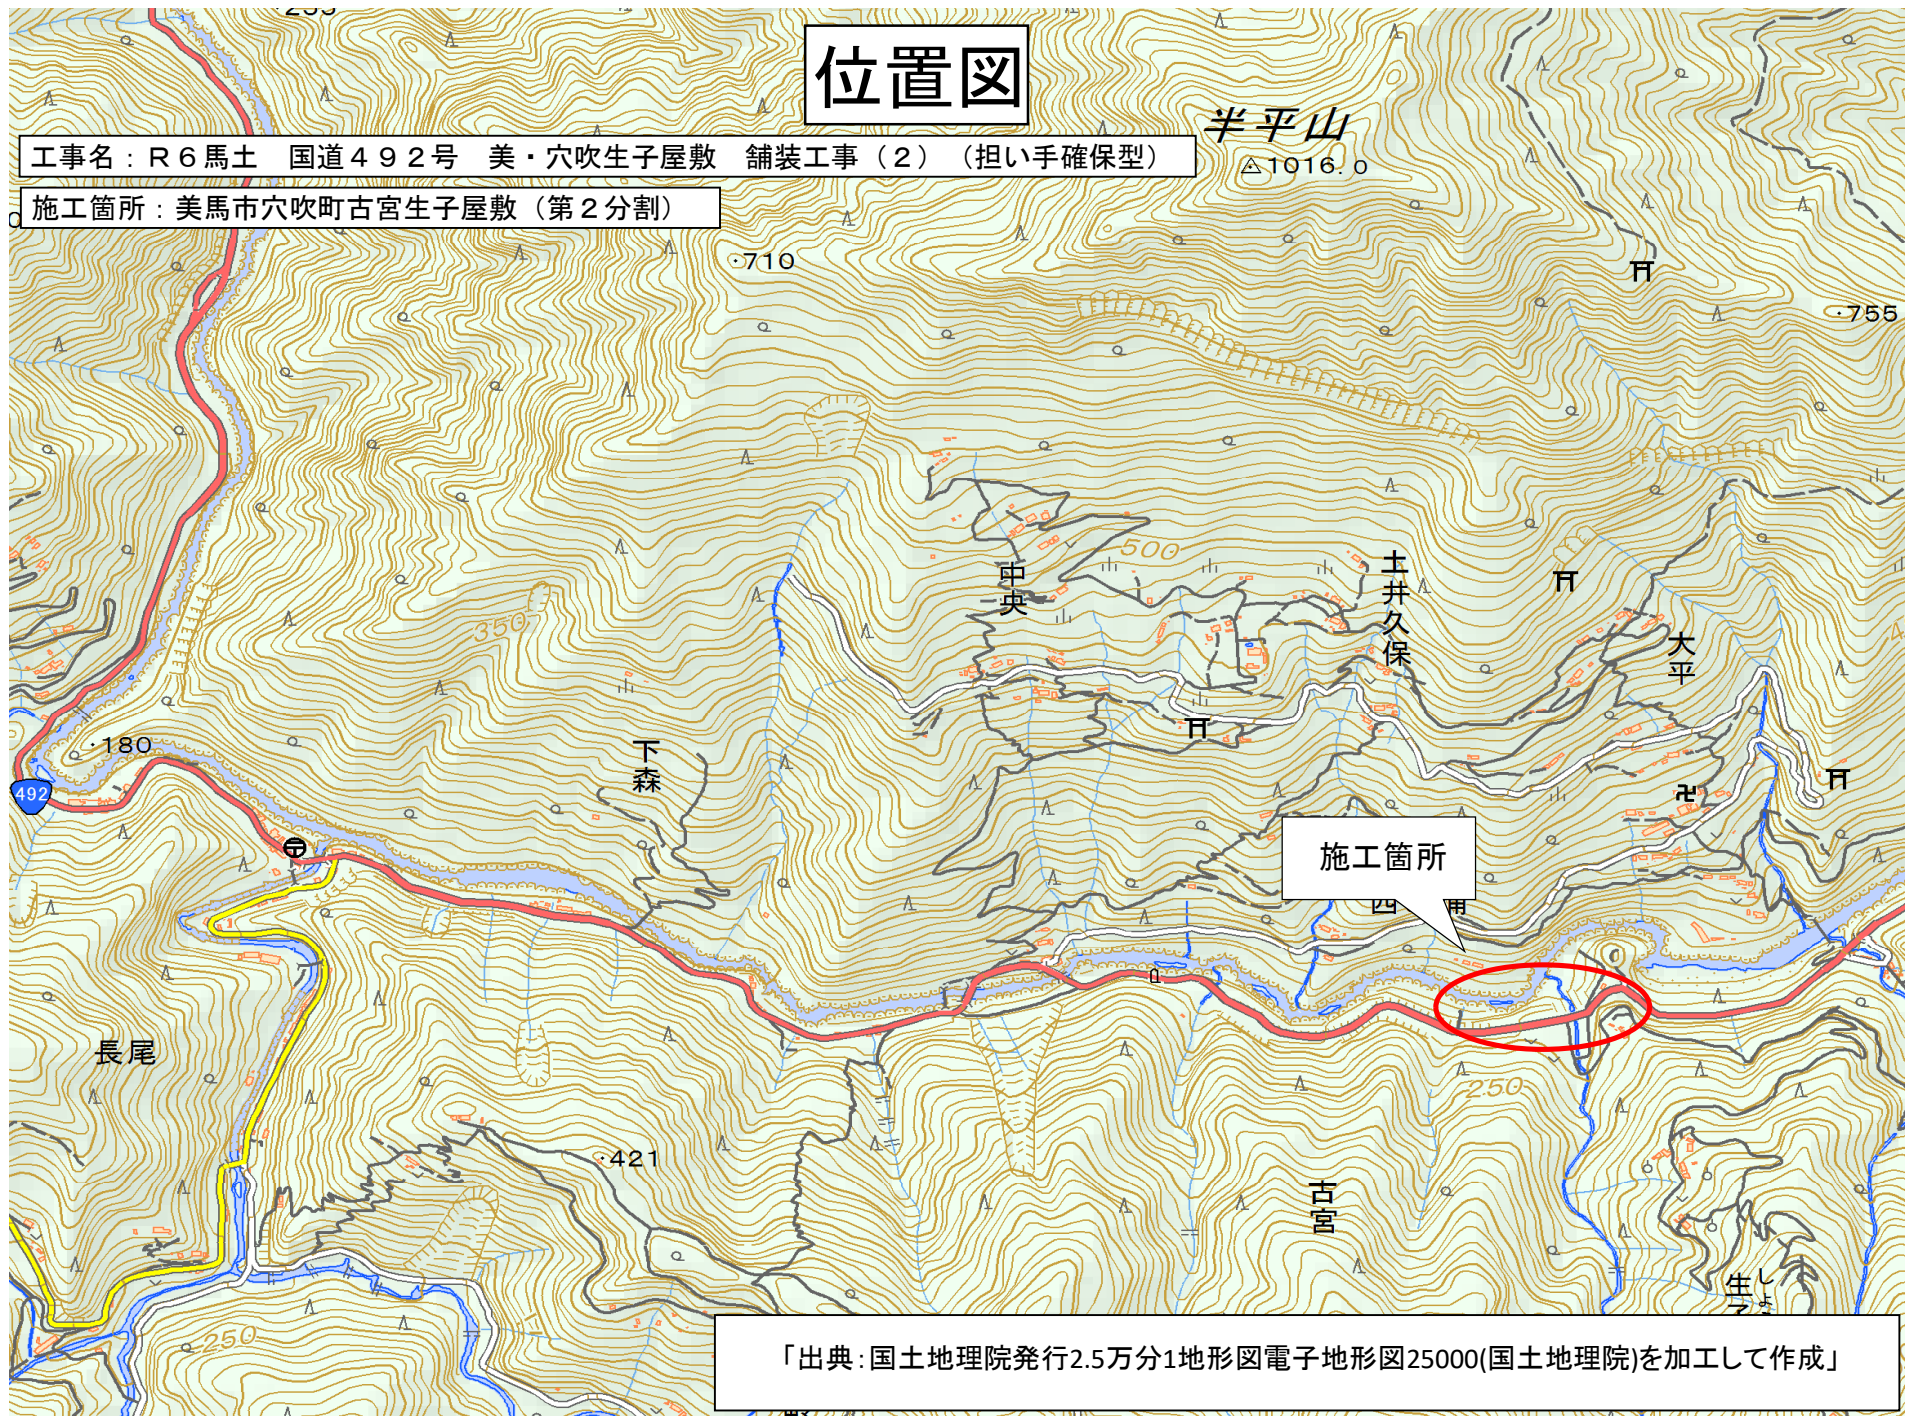 位置図
工事名：Ｒ６馬土　国道４９２号　美・穴吹生子屋敷　舗装工事（２）（担い手確保型）
施工箇所：美馬市穴吹町古宮生子屋敷（第２分割）
半平山
1016.0
710
755
500
中央
土井久保
350
大平
180
下森
492
施工箇所
西
長尾
250
421
古宮
生
しょ
250
「出典：国土地理院発行2.5万分1地形図電子地形図25000(国土地理院)を加工して作成」